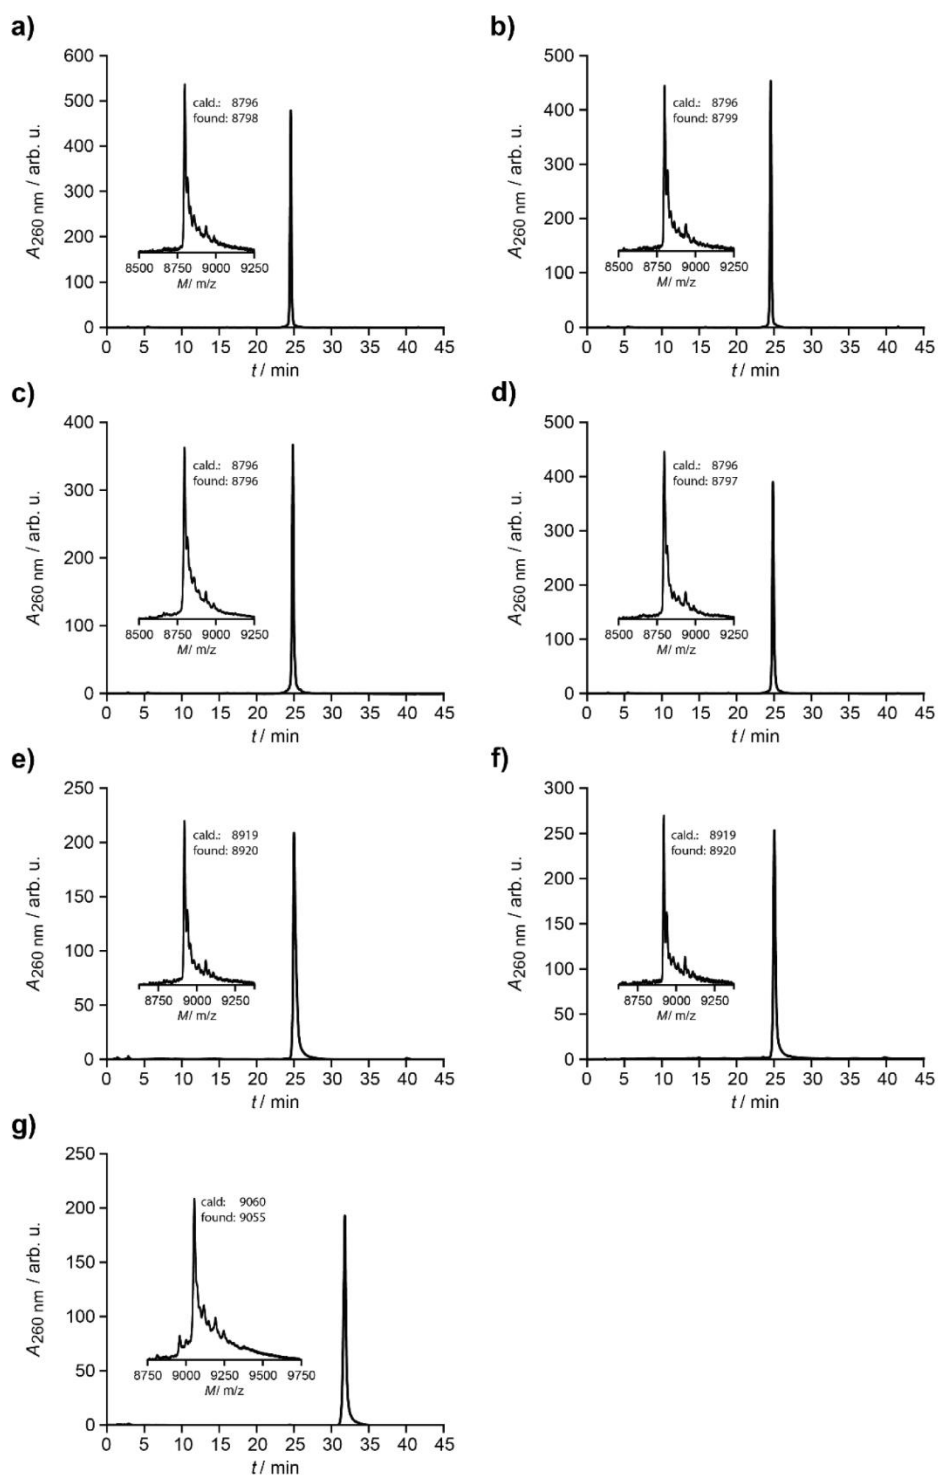 a)
600
500
400
300
200
100
0
A260 nm / arb. u.
cald.: 8796
found: 8798
8500 8750 9000 9250
M/ m/z
0 5 10 15 20 25 30 35 40 45
t / min
b)
500
400
300
200
100
0
A260 nm / arb. u.
cald.: 8796
found: 8799
8500 8750 9000 9250
M/ m/z
0 5 10 15 20 25 30 35 40 45
t / min
c)
400
300
200
100
0
A260 nm / arb. u.
cald.: 8796
found: 8796
8500 8750 9000 9250
M/ m/z
0 5 10 15 20 25 30 35 40 45
t / min
d)
500
400
300
200
100
0
A260 nm / arb. u.
cald.: 8796
found: 8797
8500 8750 9000 9250
M/ m/z
0 5 10 15 20 25 30 35 40 45
t / min
e)
250
200
150
100
50
0
A260 nm / arb. u.
cald.: 8919
found: 8920
8750 9000 9250
M/ m/z
0 5 10 15 20 25 30 35 40 45
t / min
f)
300
250
200
150
100
50
0
A260 nm / arb. u.
cald.: 8919
found: 8920
8750 9000 9250
M/ m/z
0 5 10 15 20 25 30 35 40 45
t / min
g)
250
200
150
100
50
0
A260 nm / arb. u.
cald: 9060
found: 9055
8750 9000 9250 9500 9750
M/ m/z
0 5 10 15 20 25 30 35 40 45
t / min